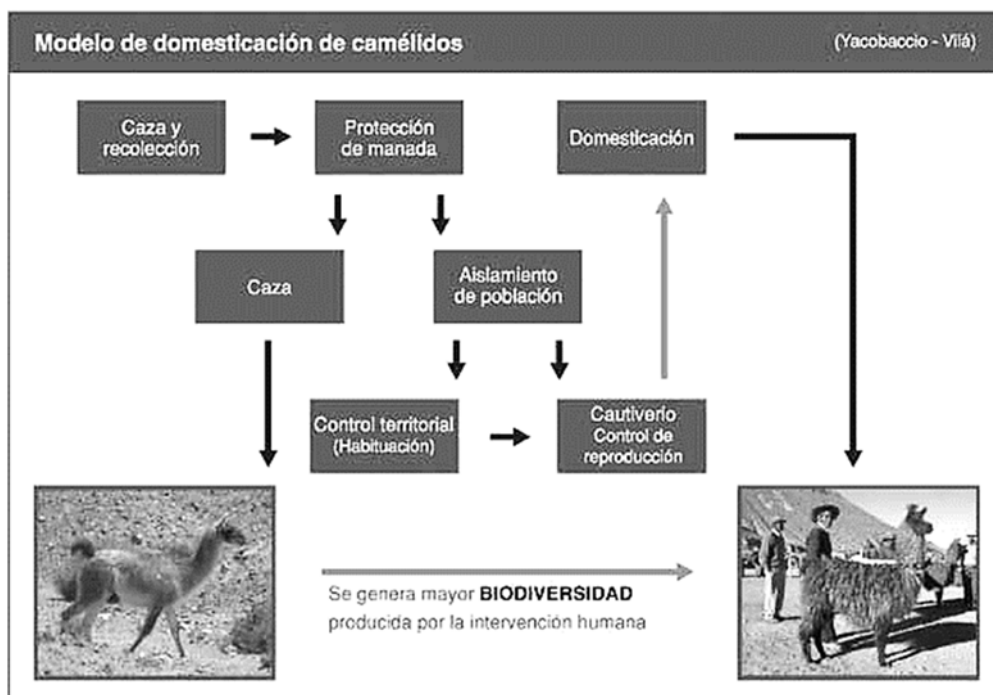 Modelo de domesticación de camélidos
(Yacobaccio - Vilá)
Caza y
recolección
Protección
de manada
Domesticación
Caza
Aislamiento
de población
Control territorial
(Habituación)
Cautiverio
Control de
reproducción
Se genera mayor BIODIVERSIDAD
producida por la intervención humana